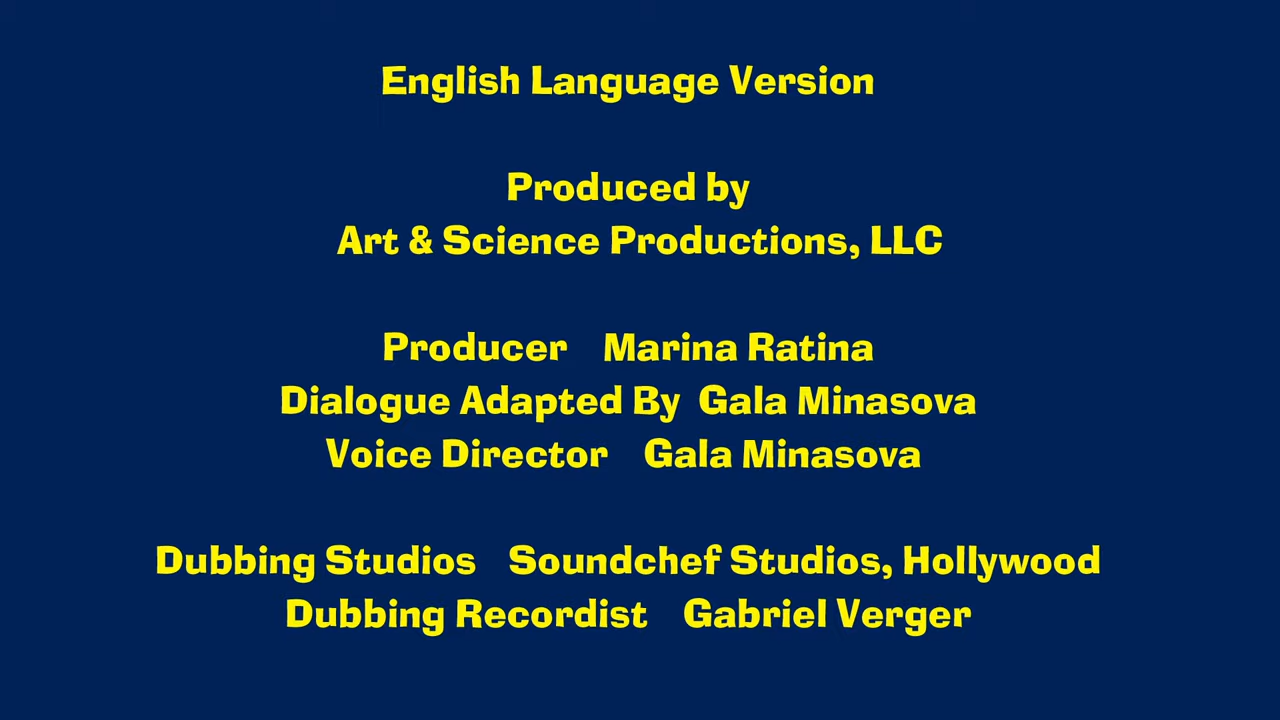 English Language Version
Produced by
Art & Science Productions, LLC
Producer Marina Ratina
Dialogue Adapted By Gala Minasova
Voice Director Gala Minasova
Dubbing Studios Soundchef Studios, Hollywood
Dubbing Recordist Gabriel Verger